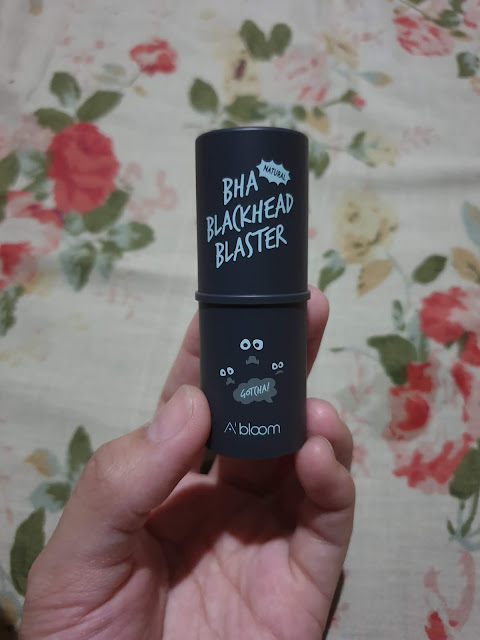 NATURAL
BHA
BLACKHEAD
BLASTER
GOTCHA!
A'bloom